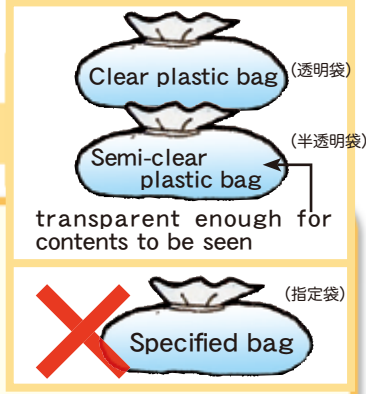 Clear plastic bag (透明袋)
Semi-clear (半透明袋)
plastic bag
transparent enough for
contents to be seen
Specified bag (指定袋)